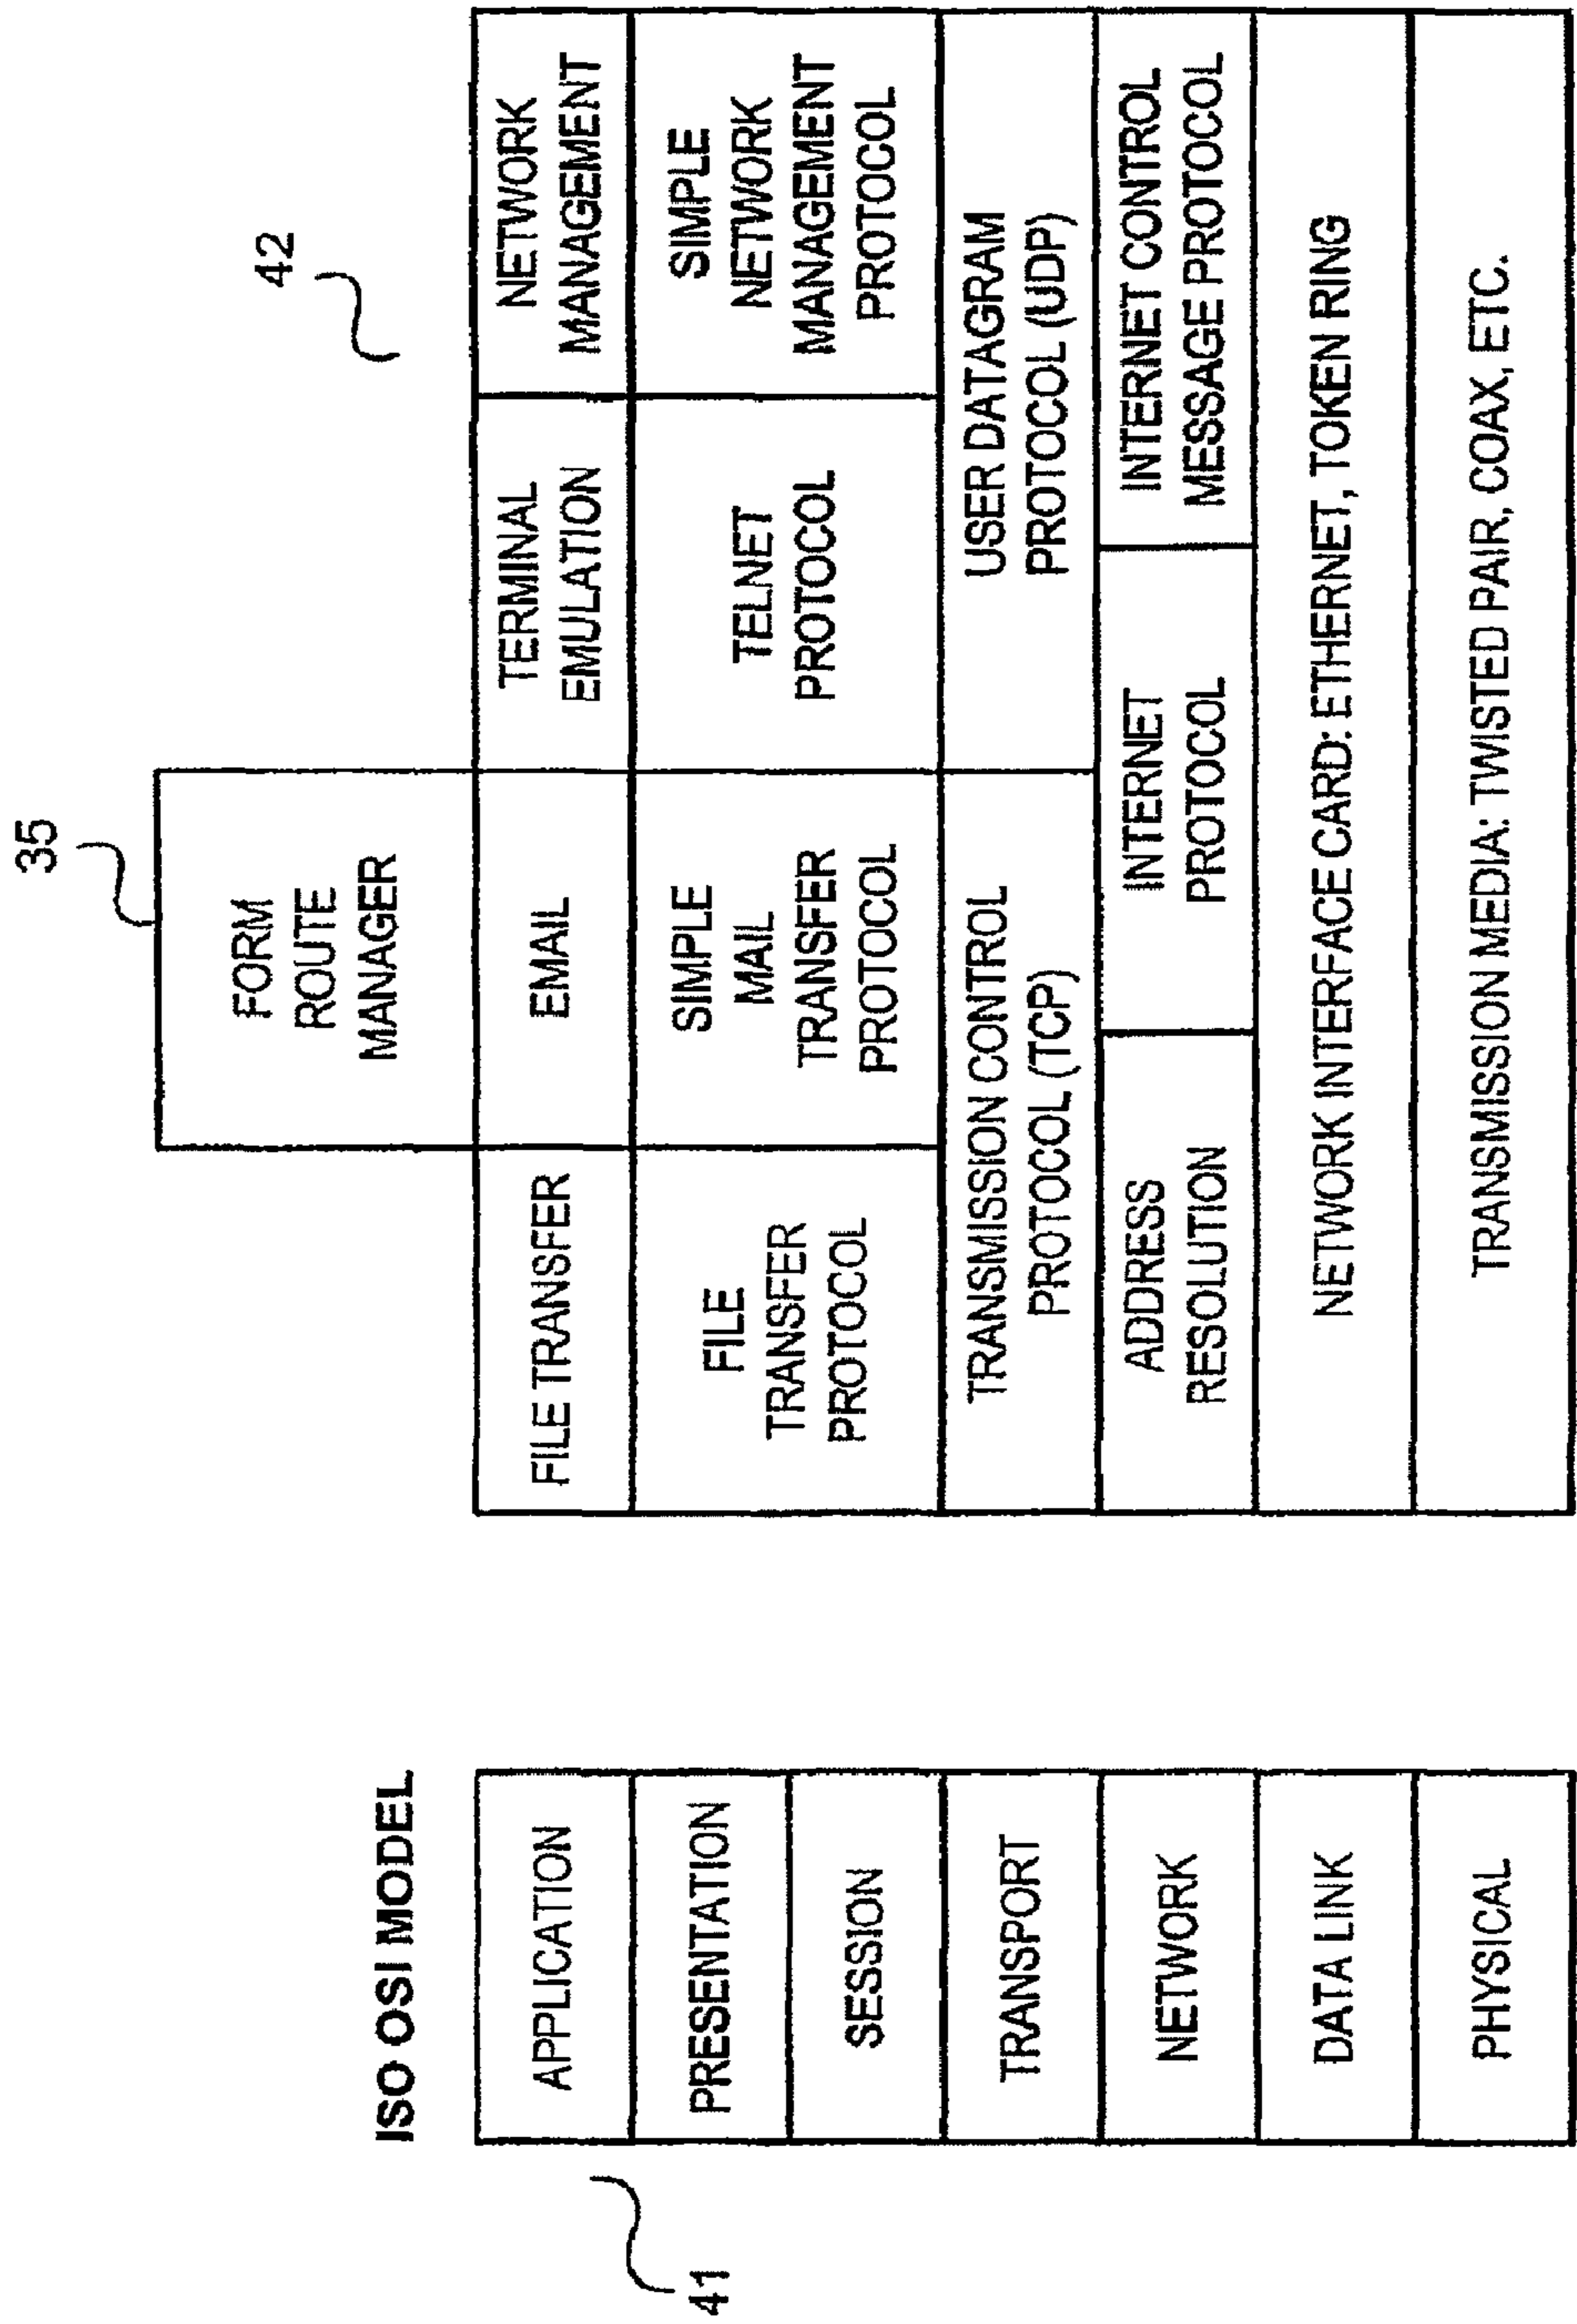 ISO OSI MODEL
41
APPLICATION
PRESENTATION
SESSION
TRANSPORT
NETWORK
DATA LINK
PHYSICAL
35
42
FORM
ROUTE
MANAGER
FILE TRANSFER
EMAIL
TERMINAL
EMULATION
NETWORK
MANAGEMENT
FILE
TRANSFER
PROTOCOL
SIMPLE
MAIL
TRANSFER
PROTOCOL
TELNET
PROTOCOL
SIMPLE
NETWORK
MANAGEMENT
PROTOCOL
TRANSMISSION CONTROL
PROTOCOL (TCP)
USER DATAGRAM
PROTOCOL (UDP)
ADDRESS
RESOLUTION
INTERNET
PROTOCOL
INTERNET CONTROL
MESSAGE PROTOCOL
NETWORK INTERFACE CARD: ETHERNET, TOKEN RING
TRANSMISSION MEDIA: TWISTED PAIR, COAX, ETC.